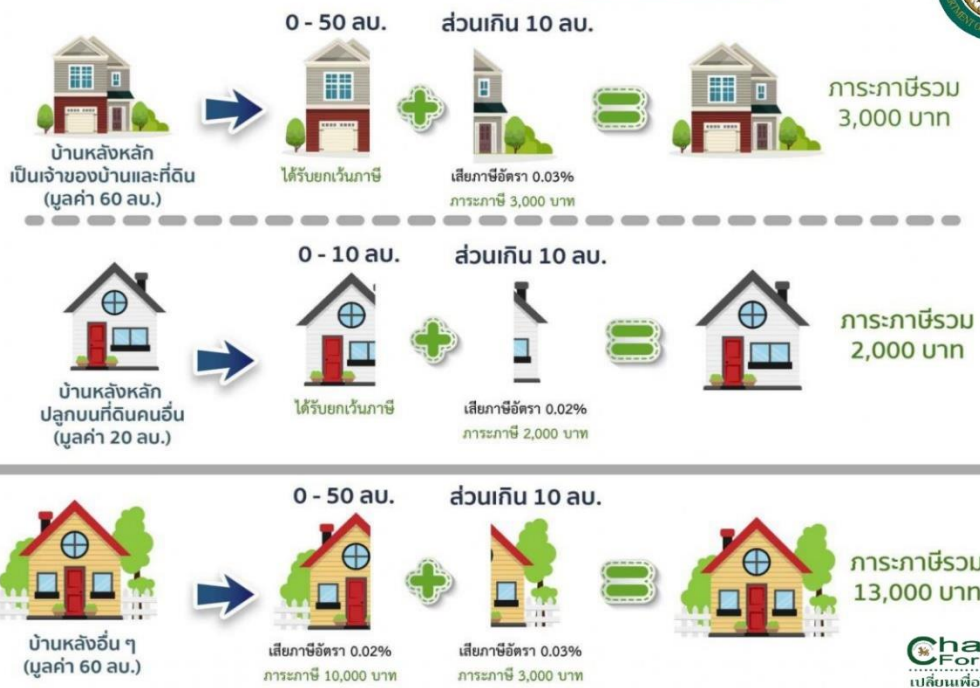 0 - 50 ลบ.
ส่วนเกิน 10 ลบ.
บ้านหลังหลัก
เป็นเจ้าของบ้านและที่ดิน
(มูลค่า 60 ลบ.)
ได้รับยกเว้นภาษี
เสียภาษีอัตรา 0.03%
ภาระภาษี 3,000 บาท
ภาระภาษีรวม
3,000 บาท
0 - 10 ลบ.
ส่วนเกิน 10 ลบ.
บ้านหลังหลัก
ปลูกบนที่ดินคนอื่น
(มูลค่า 20 ลบ.)
ได้รับยกเว้นภาษี
เสียภาษีอัตรา 0.02%
ภาระภาษี 2,000 บาท
ภาระภาษีรวม
2,000 บาท
0 - 50 ลบ.
ส่วนเกิน 10 ลบ.
บ้านหลังอื่น ๆ
(มูลค่า 60 ลบ.)
เสียภาษีอัตรา 0.02%
ภาระภาษี 10,000 บาท
เสียภาษีอัตรา 0.03%
ภาระภาษี 3,000 บาท
ภาระภาษีรวม
13,000 บาท